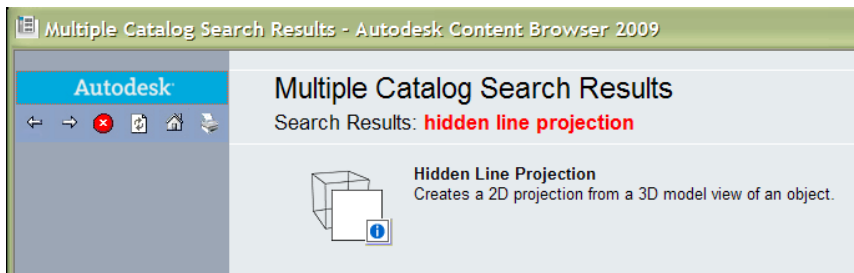 Multiple Catalog Search Results - Autodesk Content Browser 2009
Autodesk
Multiple Catalog Search Results
Search Results: hidden line projection
Hidden Line Projection
Creates a 2D projection from a 3D model view of an object.